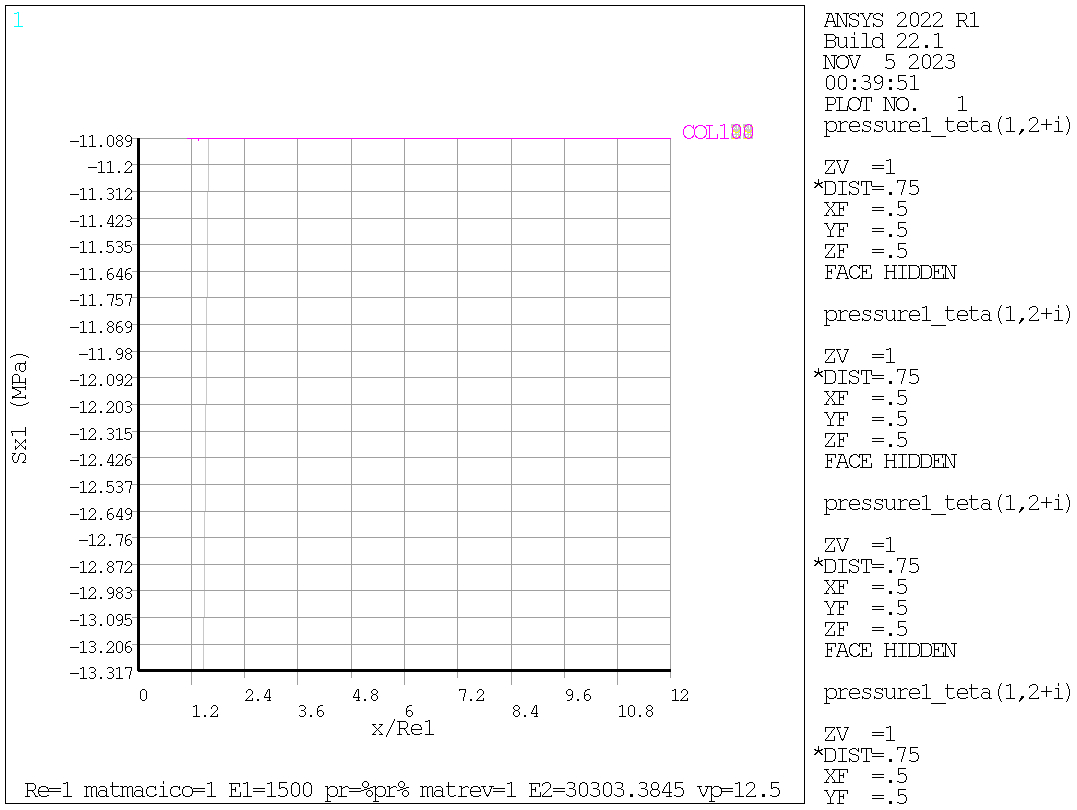 1
ANSYS 2022 R1
Build 22.1
NOV 5 2023
00:39:51
PLOT NO. 1
pressure1_teta(1,2+i)
ZV =1
*DIST=.75
XF =.5
YF =.5
ZF =.5
FACE HIDDEN
pressure1_teta(1,2+i)
ZV =1
*DIST=.75
XF =.5
YF =.5
ZF =.5
FACE HIDDEN
pressure1_teta(1,2+i)
ZV =1
*DIST=.75
XF =.5
YF =.5
ZF =.5
FACE HIDDEN
pressure1_teta(1,2+i)
ZV =1
*DIST=.75
XF =.5
YF =.5
Sx1 (MPa)
-11.089
-11.2
-11.312
-11.423
-11.535
-11.646
-11.757
-11.869
-11.98
-12.092
-12.203
-12.315
-12.426
-12.537
-12.649
-12.76
-12.872
-12.983
-13.095
-13.206
-13.317
0 2.4 4.8 7.2 9.6 12
1.2 3.6 6 8.4 10.8
x/Re1
Re=1 matmacico=1 E1=1500 pr=%pr% matrev=1 E2=30303.3845 vp=12.5